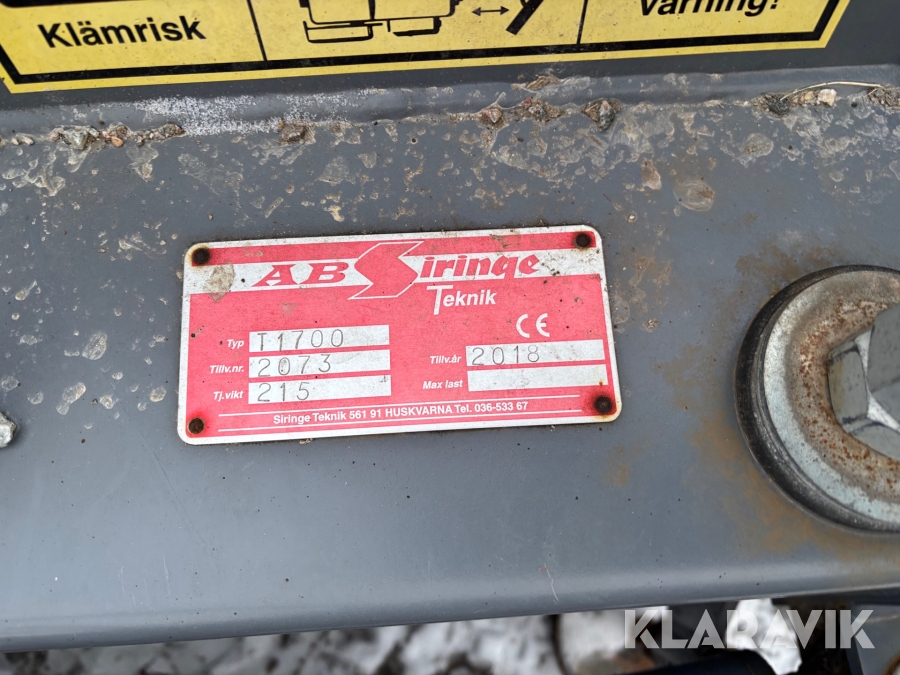 Klämrisk
Varning!
AB Siringe
Teknik
CE
Typ T1700
Tillv.nr. 2073
Tillv.år 2018
Tj.vikt 215
Max last
Siringe Teknik 561 91 HUSKVARNA Tel. 036-533 67
KLARAVIK